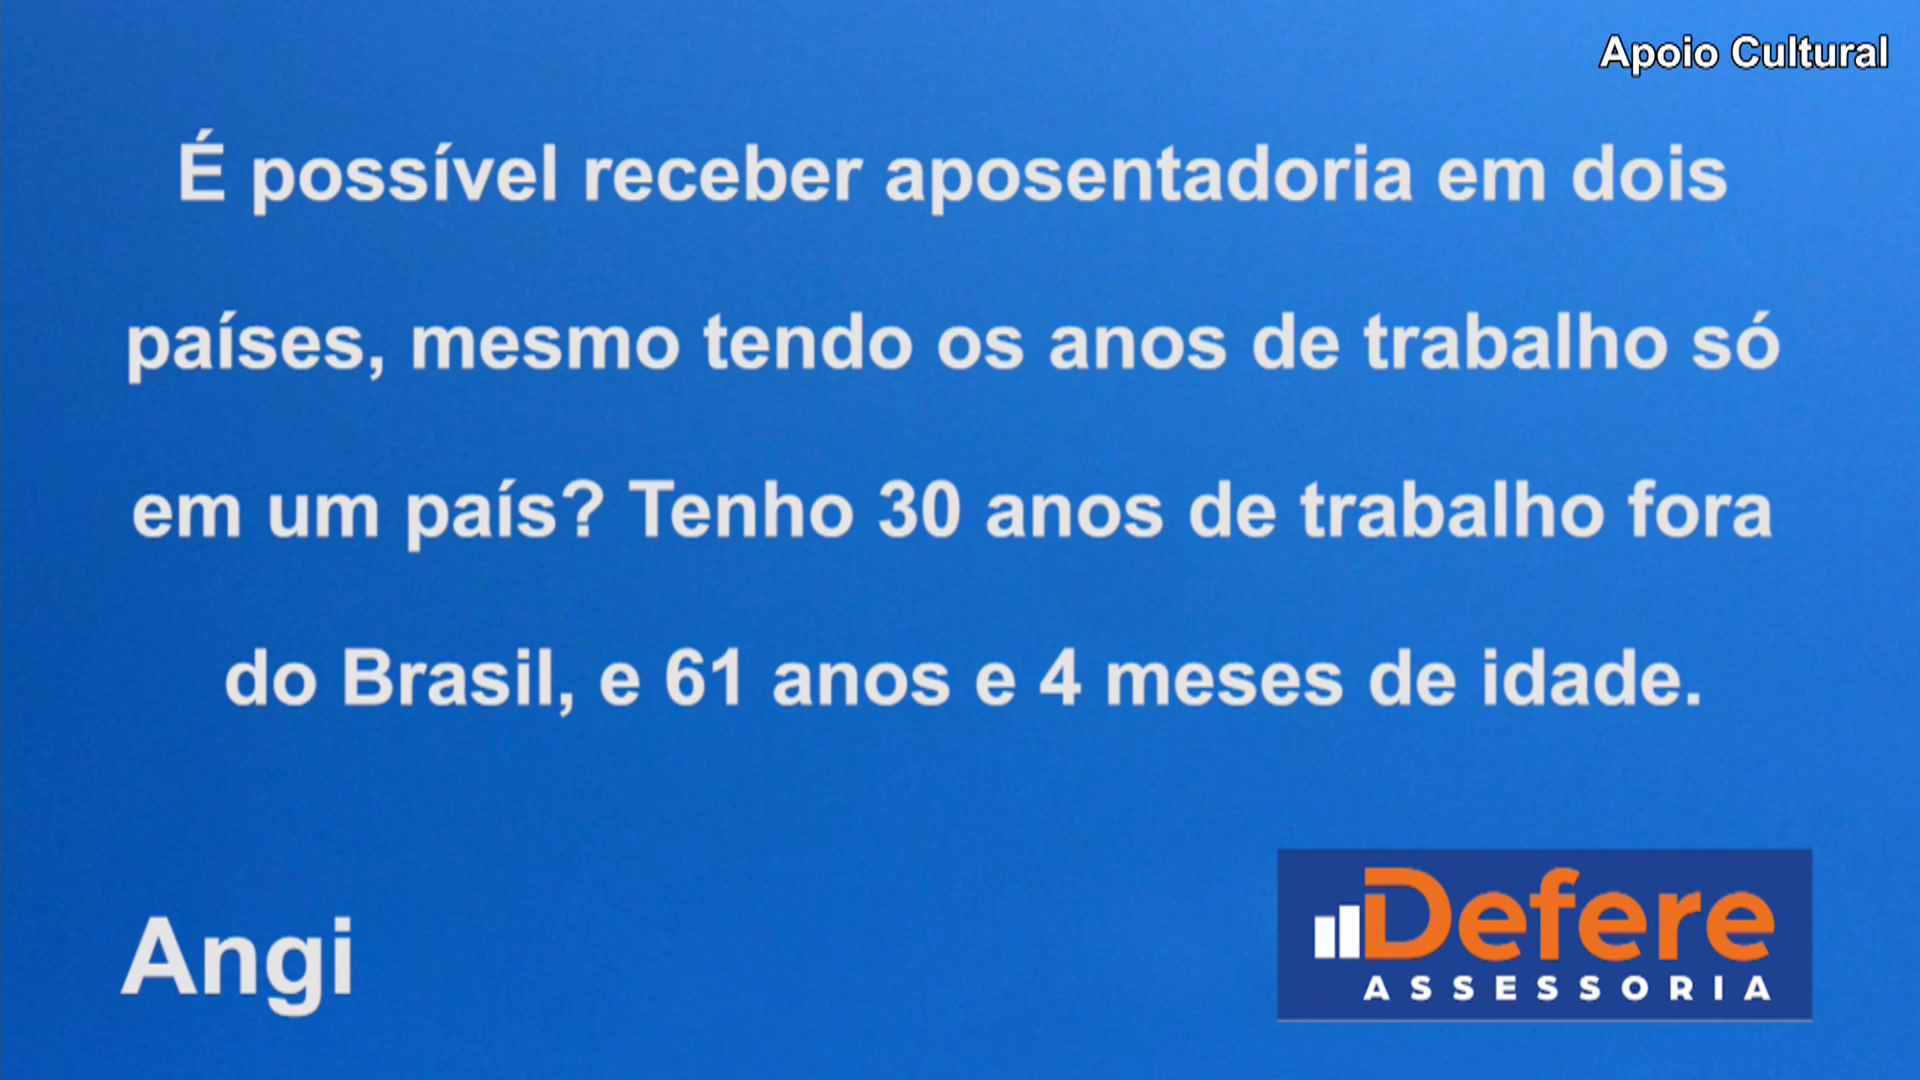 Apoio Cultural
É possível receber aposentadoria em dois
países, mesmo tendo os anos de trabalho só
em um país? Tenho 30 anos de trabalho fora
do Brasil, e 61 anos e 4 meses de idade.
Angi
Defere
ASSESSORIA